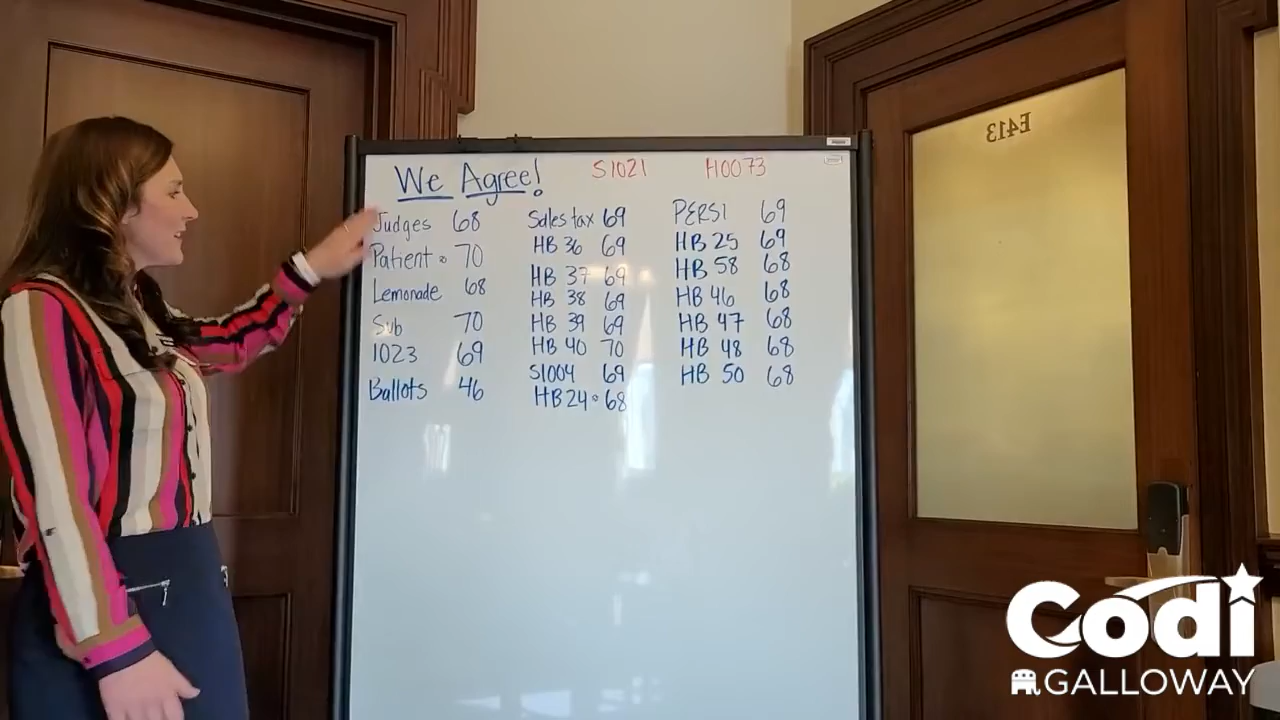 We Agree! S1021 H0073
Judges 68
Patient 70
Lemonade 68
Sub 70
1023 69
Ballots 46
Sales tax 69
HB 36 69
HB 37 69
HB 38 69
HB 39 69
HB 40 70
S1004 69
HB 24 68
PERSI 69
HB 25 69
HB 58 68
HB 46 68
HB 47 68
HB 48 68
HB 50 68
E413
Codi
GALLOWAY